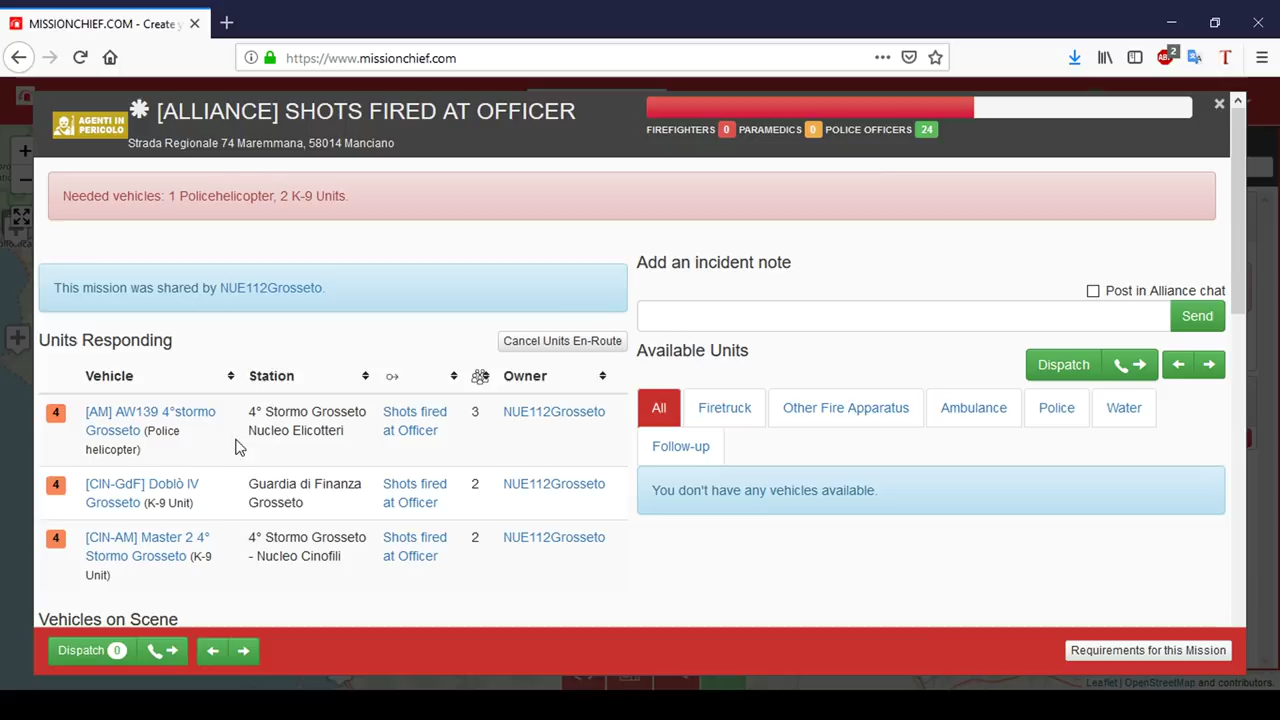 MISSIONCHIEF.COM - Create y
https://www.missionchief.com
2
AGENTI IN
PERICOLO
[ALLIANCE] SHOTS FIRED AT OFFICER
Strada Regionale 74 Maremmana, 58014 Manciano
FIREFIGHTERS 0 PARAMEDICS 0 POLICE OFFICERS 24
Needed vehicles: 1 Policehelicopter, 2 K-9 Units.
This mission was shared by NUE112Grosseto.
Units Responding
Cancel Units En-Route
Vehicle Station Owner
4 [AM] AW139 4°stormo Grosseto (Police helicopter) 4° Stormo Grosseto Nucleo Elicotteri Shots fired at Officer 3 NUE112Grosseto
4 [CIN-GdF] Doblò IV Grosseto (K-9 Unit) Guardia di Finanza Grosseto Shots fired at Officer 2 NUE112Grosseto
4 [CIN-AM] Master 2 4° Stormo Grosseto (K-9 Unit) 4° Stormo Grosseto - Nucleo Cinofili Shots fired at Officer 2 NUE112Grosseto
Vehicles on Scene
Add an incident note
Post in Alliance chat
Send
Available Units
Dispatch
All Firetruck Other Fire Apparatus Ambulance Police Water
Follow-up
You don't have any vehicles available.
Dispatch 0
Requirements for this Mission
Leaflet | OpenStreetMap and contributors